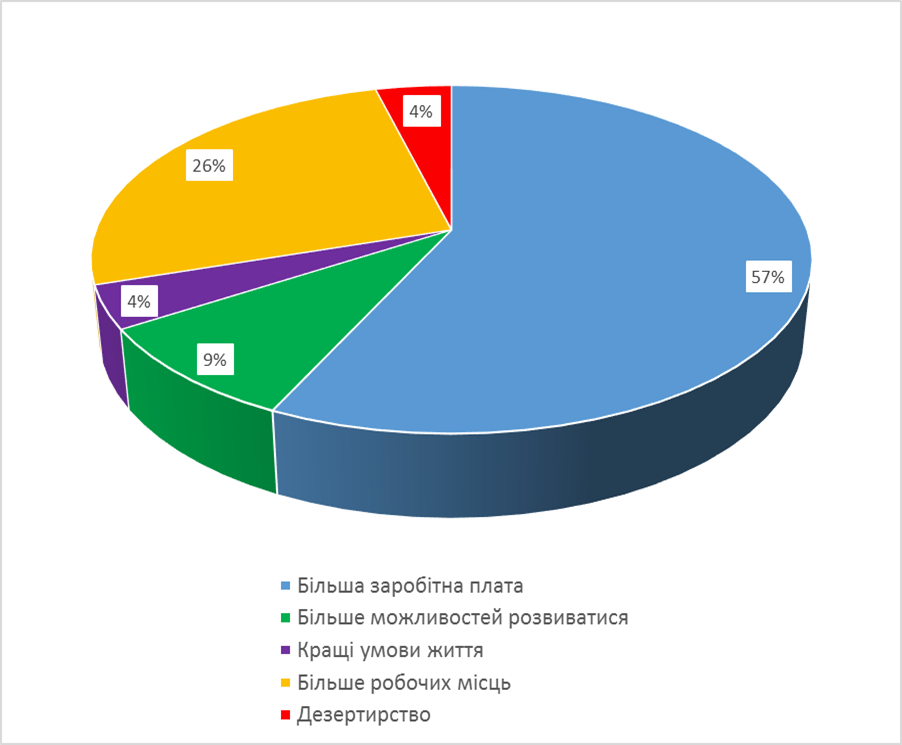 4%
26%
57%
4%
9%
Більша заробітна плата
Більше можливостей розвиватися
Кращі умови життя
Більше робочих місць
Дезертирство